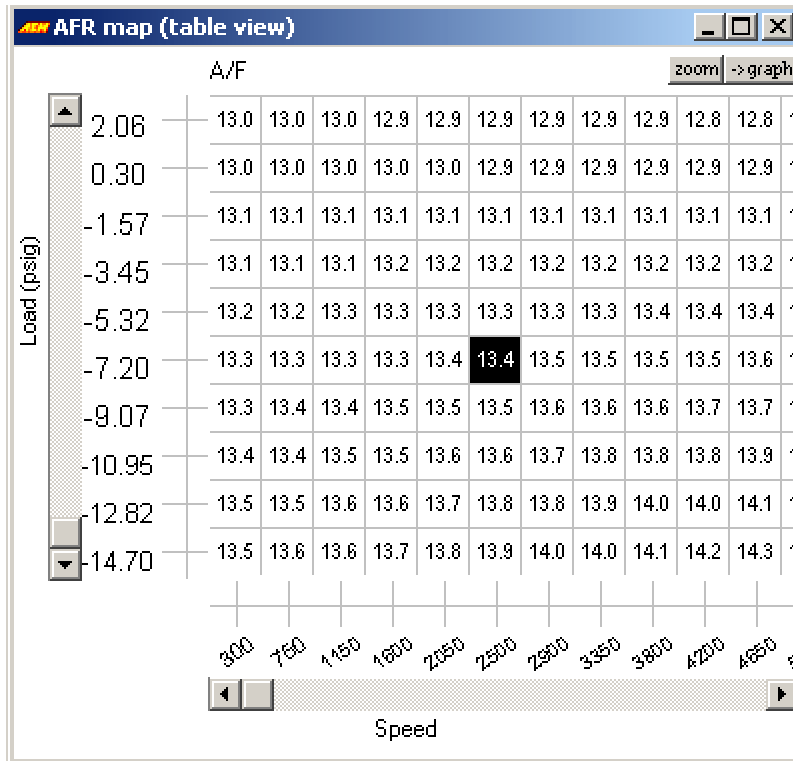 AEM AFR map (table view)
A/F zoom ->graph
2.06 13.0 13.0 13.0 12.9 12.9 12.9 12.9 12.9 12.9 12.8 12.8
0.30 13.0 13.0 13.0 13.0 13.0 12.9 12.9 12.9 12.9 12.9 12.9
-1.57 13.1 13.1 13.1 13.1 13.1 13.1 13.1 13.1 13.1 13.1 13.1
-3.45 13.1 13.1 13.1 13.2 13.2 13.2 13.2 13.2 13.2 13.2 13.2
Load (psig)
-5.32 13.2 13.2 13.3 13.3 13.3 13.3 13.3 13.3 13.4 13.4 13.4
-7.20 13.3 13.3 13.3 13.3 13.4 13.4 13.5 13.5 13.5 13.5 13.6
-9.07 13.3 13.4 13.4 13.5 13.5 13.5 13.6 13.6 13.6 13.7 13.7
-10.95 13.4 13.4 13.5 13.5 13.6 13.6 13.7 13.8 13.8 13.8 13.9
-12.82 13.5 13.5 13.6 13.6 13.7 13.8 13.8 13.9 14.0 14.0 14.1
-14.70 13.5 13.6 13.6 13.7 13.8 13.9 14.0 14.0 14.1 14.2 14.3
300 750 1150 1600 2050 2500 2900 3350 3800 4200 4650
Speed